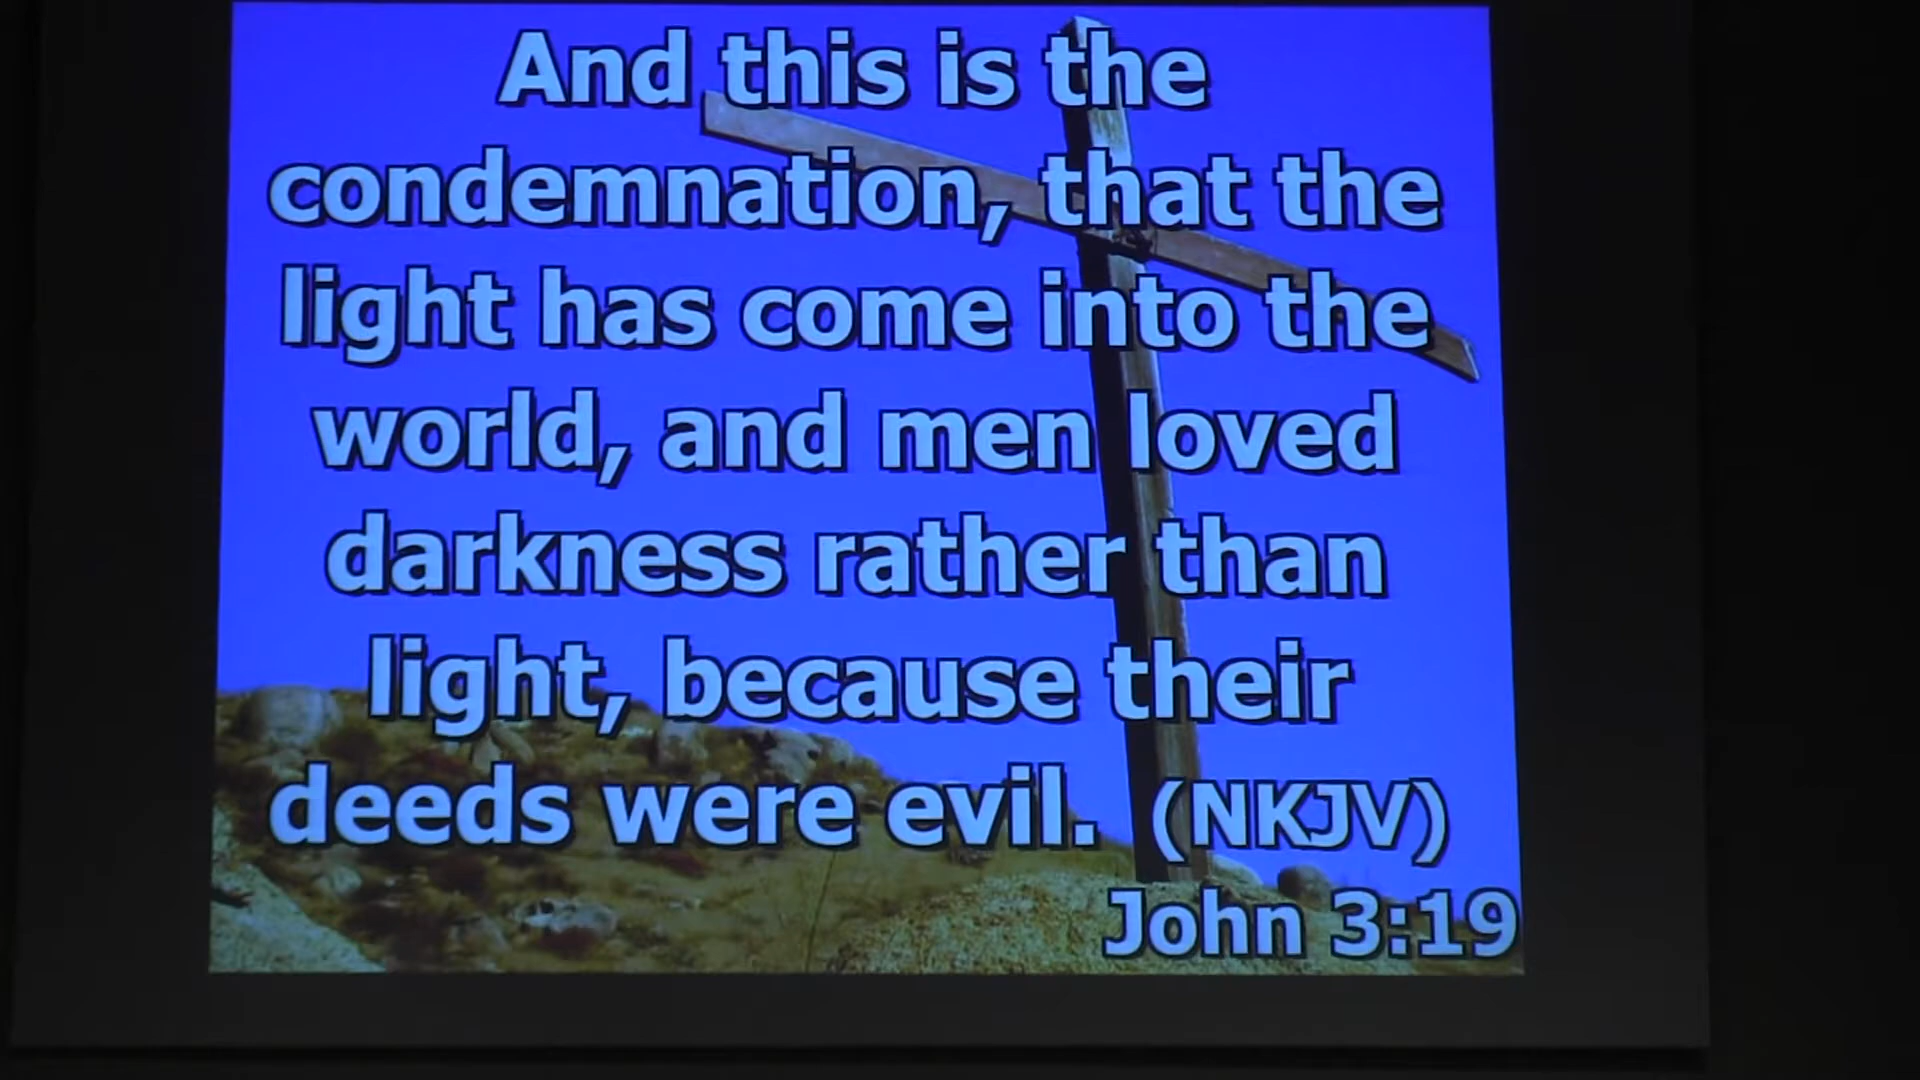 And this is the
condemnation, that the
light has come into the
world, and men loved
darkness rather than
light, because their
deeds were evil. (NKJV)
John 3:19